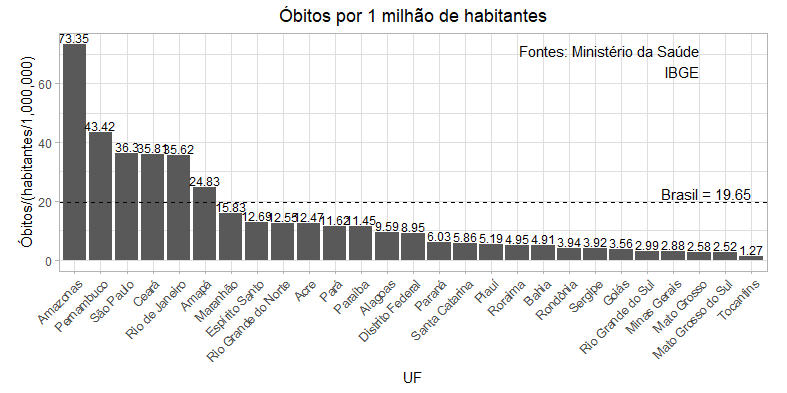 Óbitos por 1 milhão de habitantes
Óbitos/(habitantes/1,000,000)
Fontes: Ministério da Saúde
IBGE
Brasil = 19.65
60
40
20
0
73.35
43.42
36.3
35.81
35.62
24.83
15.83
12.69
12.55
12.47
11.62
11.45
9.59
8.95
6.03
5.86
5.19
4.95
4.91
3.94
3.92
3.56
2.99
2.88
2.58
2.52
1.27
Amazonas
Pernambuco
São Paulo
Ceará
Rio de Janeiro
Amapá
Maranhão
Espírito Santo
Rio Grande do Norte
Acre
Pará
Paraíba
Alagoas
Distrito Federal
Paraná
Santa Catarina
Piauí
Roraima
Bahia
Rondônia
Sergipe
Goiás
Rio Grande do Sul
Minas Gerais
Mato Grosso
Mato Grosso do Sul
Tocantins
UF